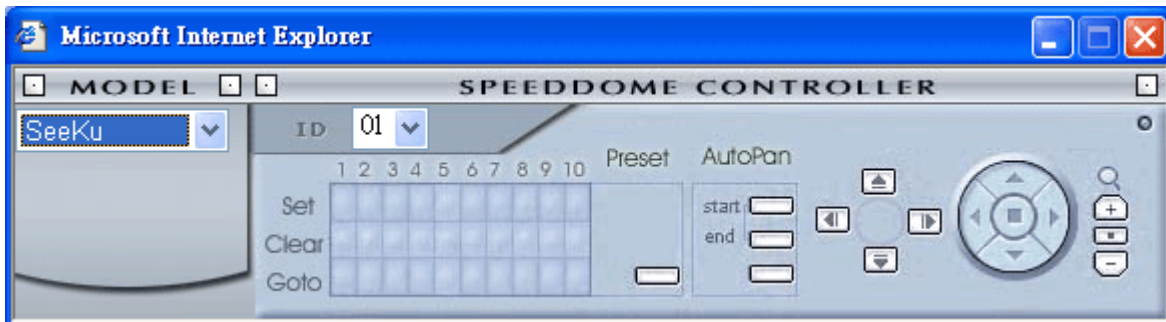 Microsoft Internet Explorer
MODEL SPEEDDOME CONTROLLER
SeeKu ID 01
Preset AutoPan
1 2 3 4 5 6 7 8 9 10
Set start
Clear end
Goto